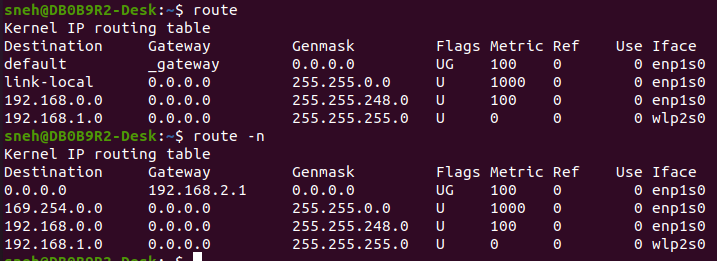 sneh@DB0B9R2-Desk:~$ route
Kernel IP routing table
Destination     Gateway         Genmask         Flags Metric Ref    Use Iface
default         _gateway        0.0.0.0         UG    100    0        0 enp1s0
link-local      0.0.0.0         255.255.0.0     U     1000   0        0 enp1s0
192.168.0.0     0.0.0.0         255.255.248.0   U     100    0        0 enp1s0
192.168.1.0     0.0.0.0         255.255.255.0   U     0      0        0 wlp2s0
sneh@DB0B9R2-Desk:~$ route -n
Kernel IP routing table
Destination     Gateway         Genmask         Flags Metric Ref    Use Iface
0.0.0.0         192.168.2.1     0.0.0.0         UG    100    0        0 enp1s0
169.254.0.0     0.0.0.0         255.255.0.0     U     1000   0        0 enp1s0
192.168.0.0     0.0.0.0         255.255.248.0   U     100    0        0 enp1s0
192.168.1.0     0.0.0.0         255.255.255.0   U     0      0        0 wlp2s0